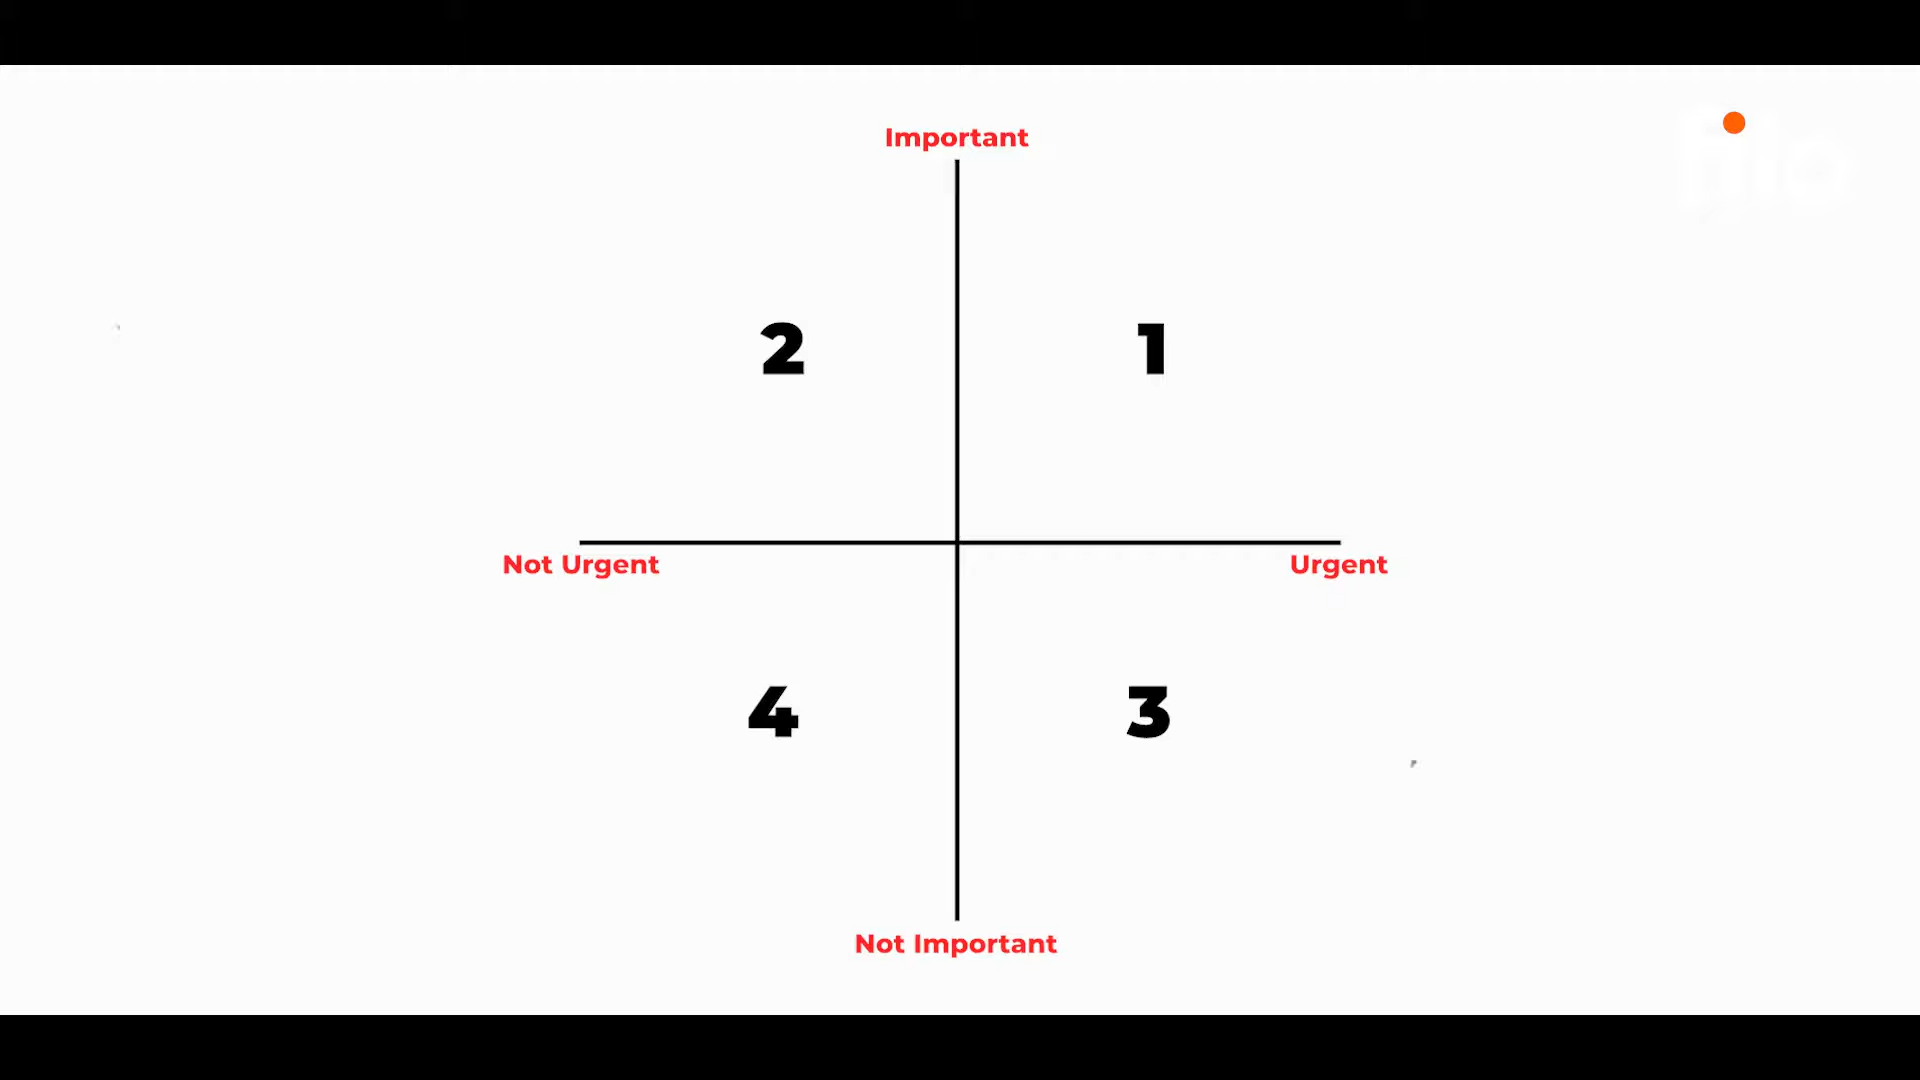 Important
2 1
Not Urgent Urgent
4 3
Not Important